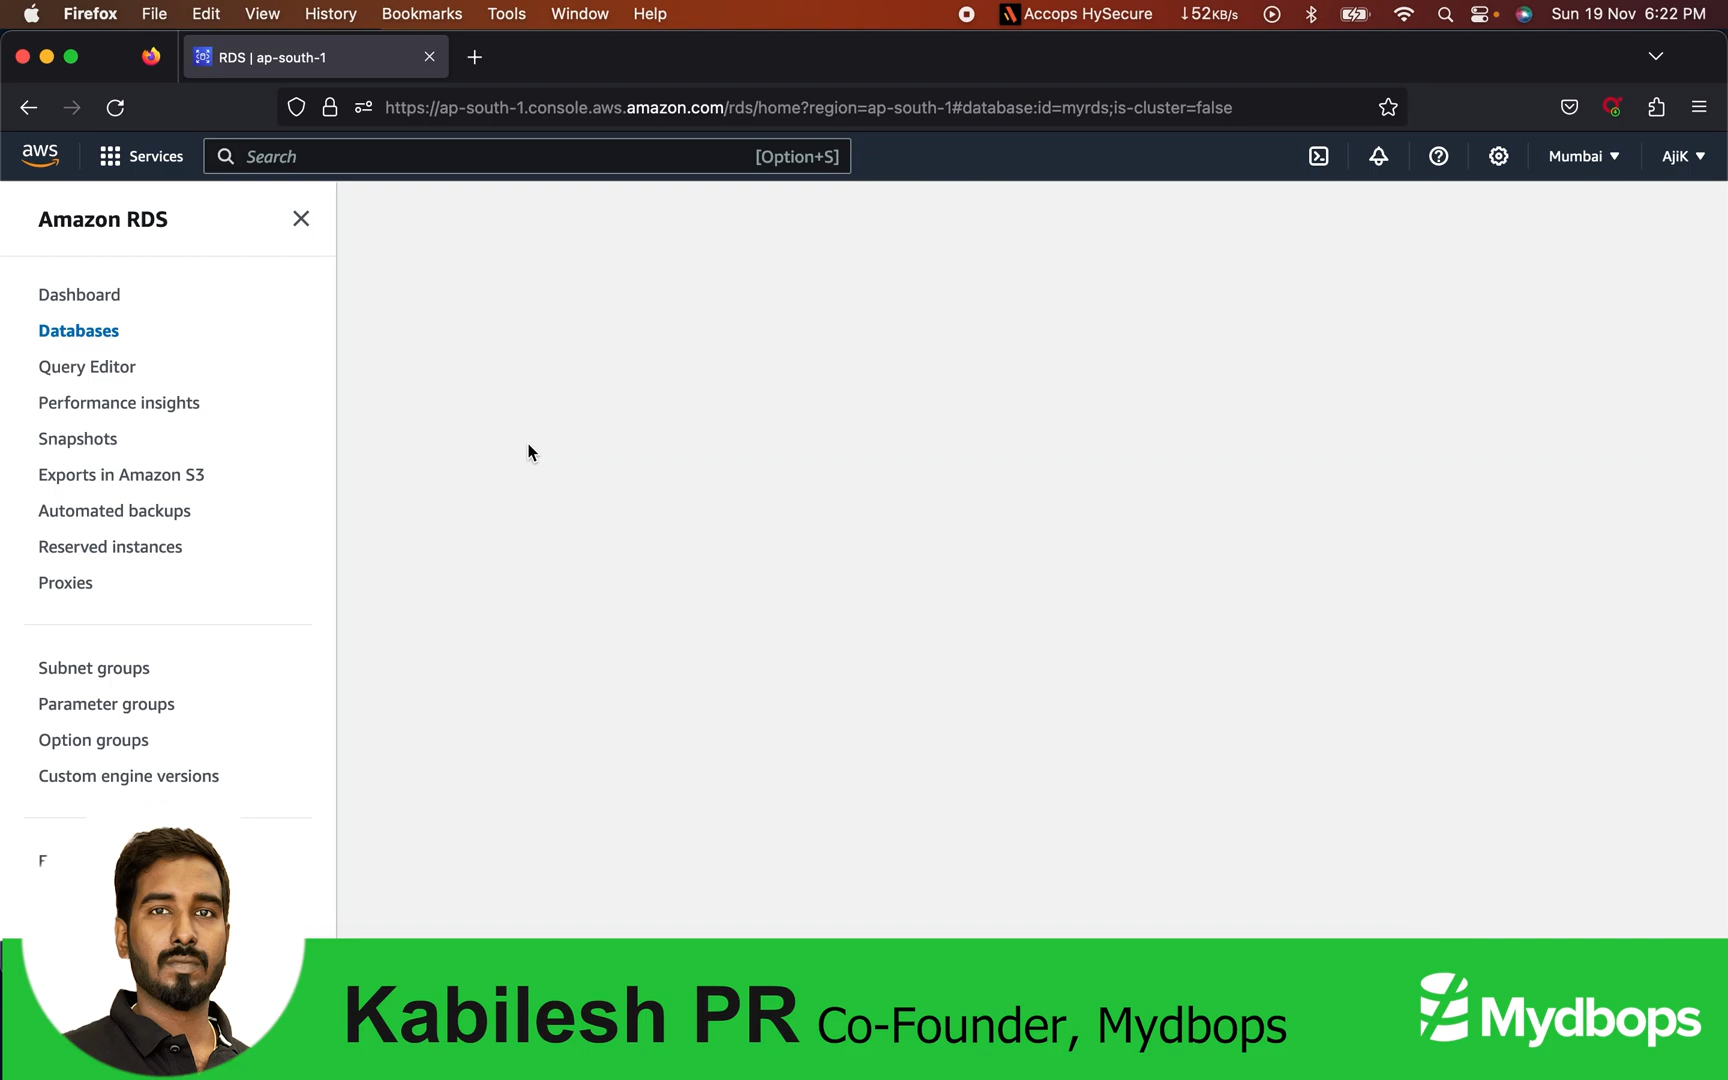 Firefox File Edit View History Bookmarks Tools Window Help Accops HySecure ↓52KB/s Sun 19 Nov 6:22 PM
RDS | ap-south-1
https://ap-south-1.console.aws.amazon.com/rds/home?region=ap-south-1#database:id=myrds;is-cluster=false
aws Services Search [Option+S] Mumbai AjiK
Amazon RDS
Dashboard
Databases
Query Editor
Performance insights
Snapshots
Exports in Amazon S3
Automated backups
Reserved instances
Proxies
Subnet groups
Parameter groups
Option groups
Custom engine versions
Kabilesh PR Co-Founder, Mydbops
Mydbops